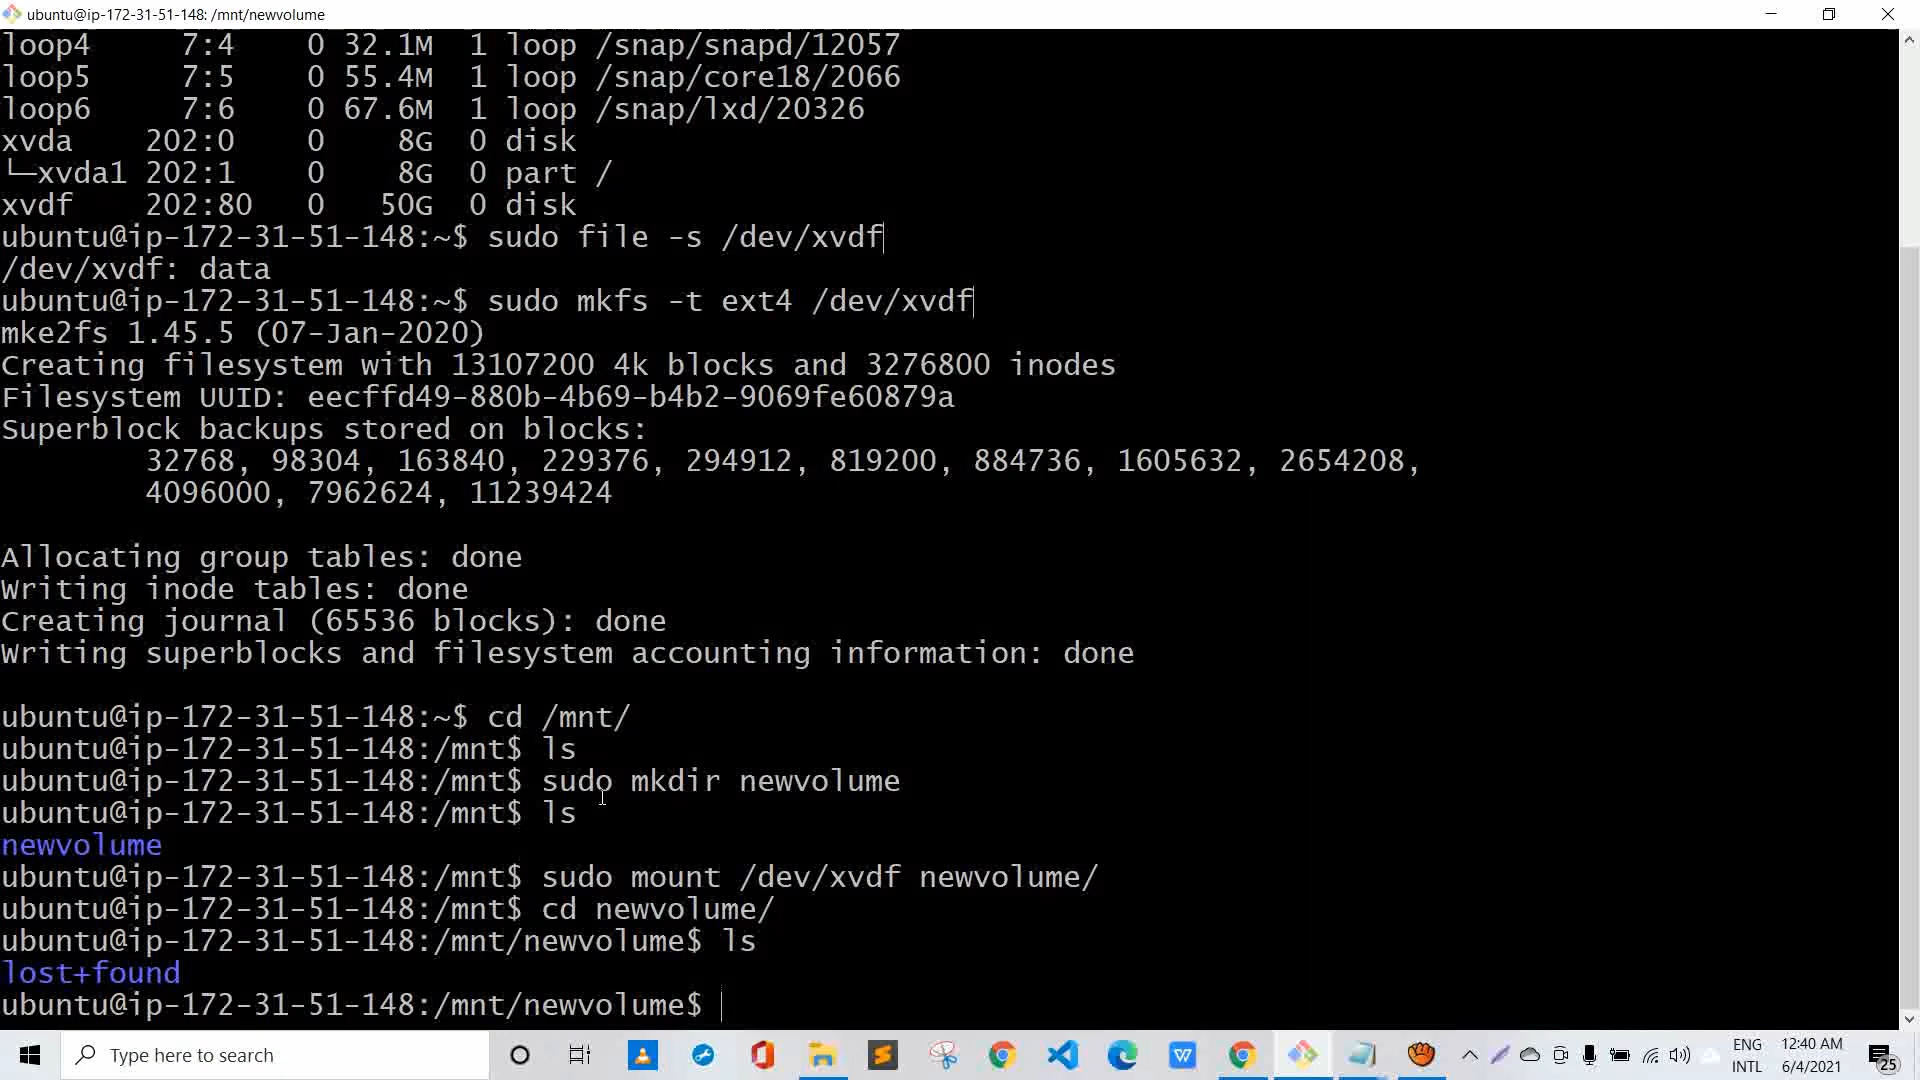 ubuntu@ip-172-31-51-148: /mnt/newvolume
loop4     7:4    0 32.1M  1 loop /snap/snapd/12057
loop5     7:5    0 55.4M  1 loop /snap/core18/2066
loop6     7:6    0 67.6M  1 loop /snap/lxd/20326
xvda    202:0    0     8G  0 disk
└─xvda1 202:1    0     8G  0 part /
xvdf    202:80   0    50G  0 disk
ubuntu@ip-172-31-51-148:~$ sudo file -s /dev/xvdf
/dev/xvdf: data
ubuntu@ip-172-31-51-148:~$ sudo mkfs -t ext4 /dev/xvdf
mke2fs 1.45.5 (07-Jan-2020)
Creating filesystem with 13107200 4k blocks and 3276800 inodes
Filesystem UUID: eecffd49-880b-4b69-b4b2-9069fe60879a
Superblock backups stored on blocks:
        32768, 98304, 163840, 229376, 294912, 819200, 884736, 1605632, 2654208,
        4096000, 7962624, 11239424
Allocating group tables: done
Writing inode tables: done
Creating journal (65536 blocks): done
Writing superblocks and filesystem accounting information: done
ubuntu@ip-172-31-51-148:~$ cd /mnt/
ubuntu@ip-172-31-51-148:/mnt$ ls
ubuntu@ip-172-31-51-148:/mnt$ sudo mkdir newvolume
ubuntu@ip-172-31-51-148:/mnt$ ls
newvolume
ubuntu@ip-172-31-51-148:/mnt$ sudo mount /dev/xvdf newvolume/
ubuntu@ip-172-31-51-148:/mnt$ cd newvolume/
ubuntu@ip-172-31-51-148:/mnt/newvolume$ ls
lost+found
ubuntu@ip-172-31-51-148:/mnt/newvolume$
Type here to search
ENG
INTL
12:40 AM
6/4/2021
25